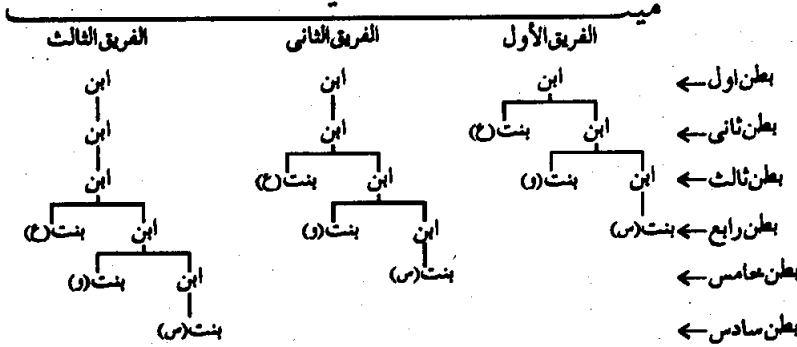 ميت
الفريق الأول الفريق الثانى الفريق الثالث
بطن اول ← ابن ابن ابن
بطن ثانى ← ابن بنت (ع) ابن ابن
بطن ثالث ← ابن بنت (و) ابن بنت (ع) ابن
بطن رابع ← بنت (س) ابن بنت (و) ابن بنت (ع)
بطن خامس ← بنت (س) ابن بنت (و)
بطن سادس ← بنت (س)